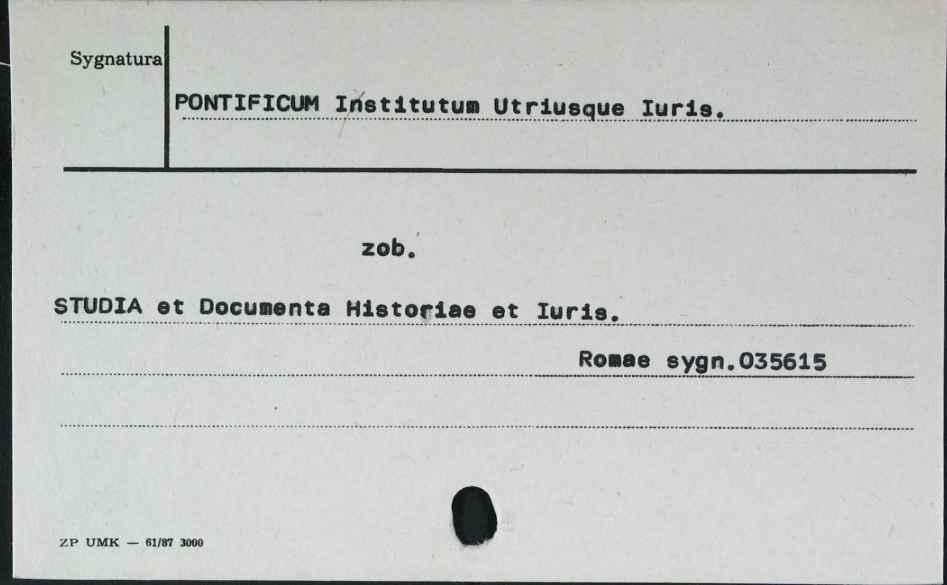 Sygnatura
PONTIFICUM Institutum Utriusque Iuris.
zob.
STUDIA et Documenta Historiae et Iuris.
Romae sygn.035615
ZP UMK — 61/87 3000